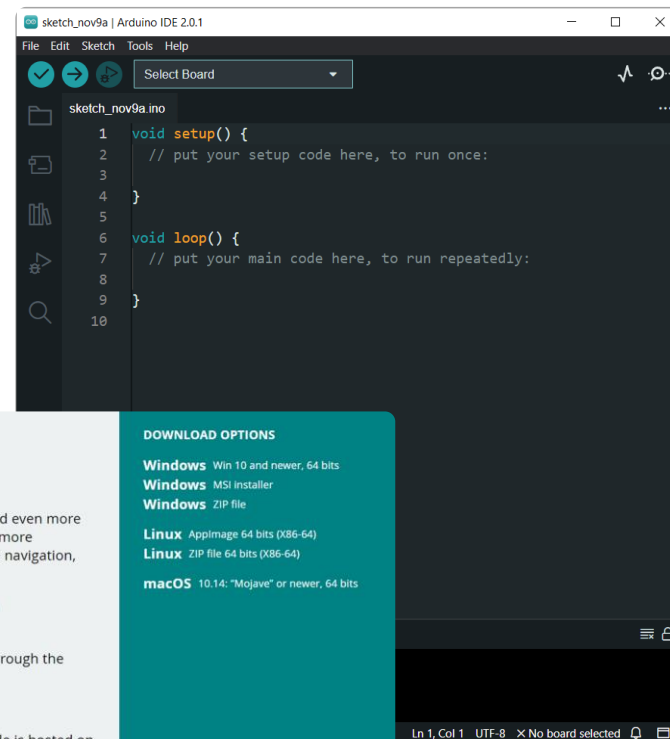 sketch_nov9a | Arduino IDE 2.0.1
File Edit Sketch Tools Help
Select Board
sketch_nov9a.ino
1 void setup() {
2 // put your setup code here, to run once:
3
4 }
5
6 void loop() {
7 // put your main code here, to run repeatedly:
8
9 }
10
DOWNLOAD OPTIONS
Windows Win 10 and newer, 64 bits
Windows MSI installer
Windows ZIP file
Linux AppImage 64 bits (X86-64)
Linux ZIP file 64 bits (X86-64)
macOS 10.14: "Mojave" or newer, 64 bits
d even more
more
navigation,
rough the
Ln 1, Col 1 UTF-8 × No board selected